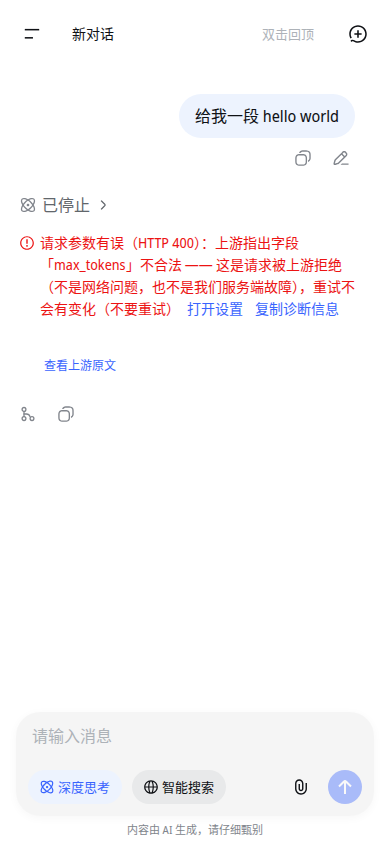 新对话
双击回顶
给我一段 hello world
已停止
请求参数有误（HTTP 400）：上游指出字段
「max_tokens」不合法 —— 这是请求被上游拒绝
（不是网络问题，也不是我们服务端故障），重试不
会有变化（不要重试） 打开设置 复制诊断信息
查看上游原文
请输入消息
深度思考
智能搜索
内容由 AI 生成，请仔细甄别